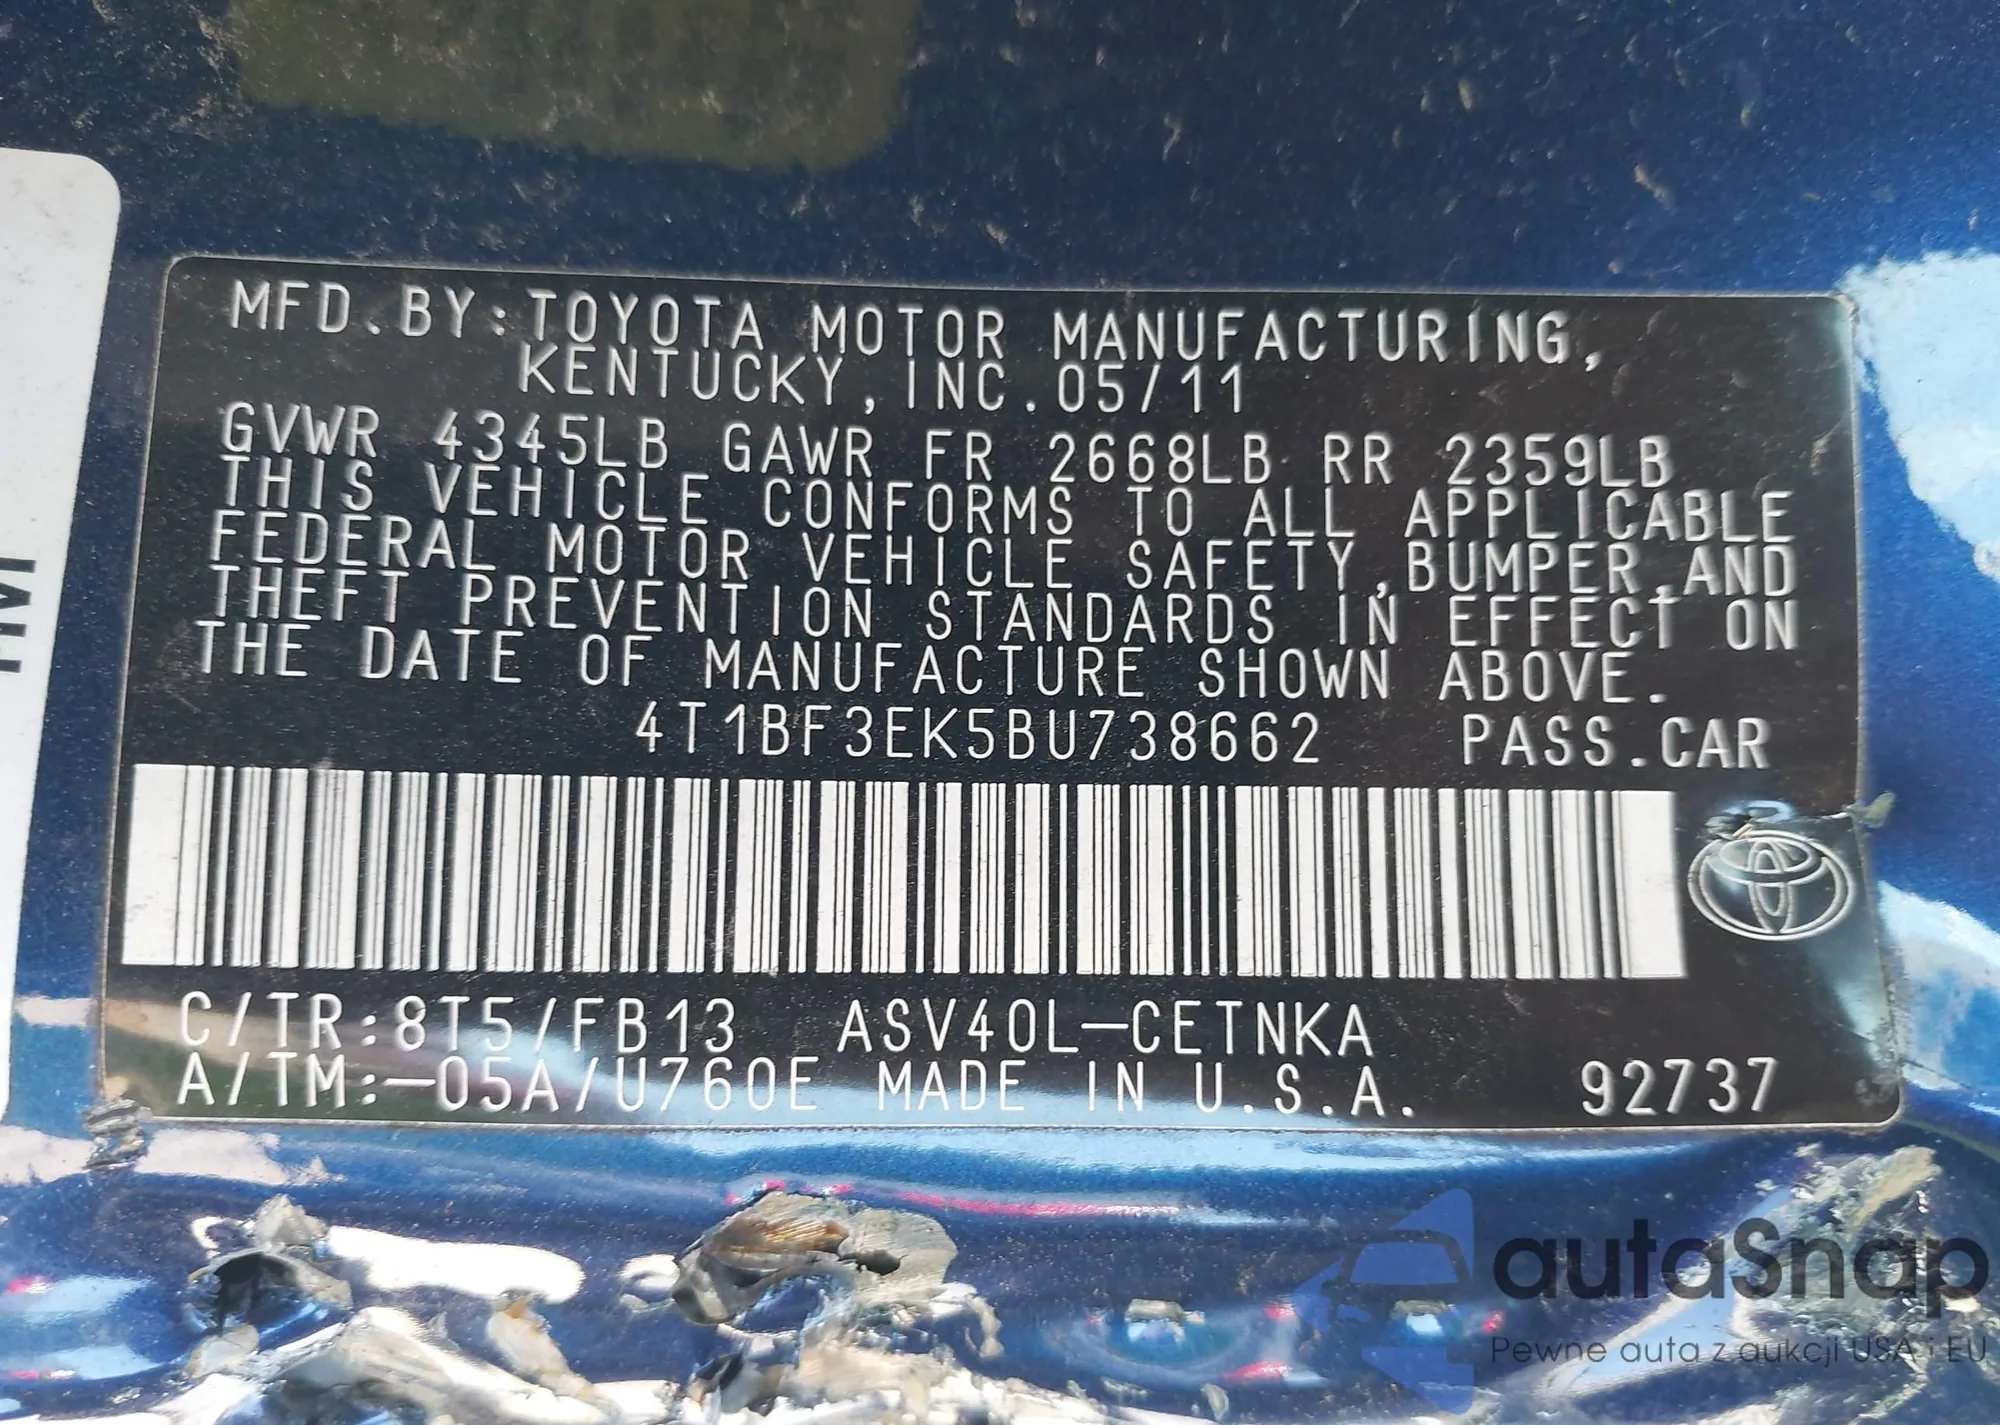 MFD.BY:TOYOTA MOTOR MANUFACTURING,
KENTUCKY,INC.05/11
GVWR 4345LB GAWR FR 2668LB RR 2359LB
THIS VEHICLE CONFORMS TO ALL APPLICABLE
FEDERAL MOTOR VEHICLE SAFETY,BUMPER,AND
THEFT PREVENTION STANDARDS IN EFFECT ON
THE DATE OF MANUFACTURE SHOWN ABOVE.
4T1BF3EK5BU738662 PASS.CAR
C/TR:8T5/FB13 ASV40L-CETNKA
A/TM:-05A/U760E MADE IN U.S.A. 92737
autaSnap
Pewne auta z aukcji USA i EU